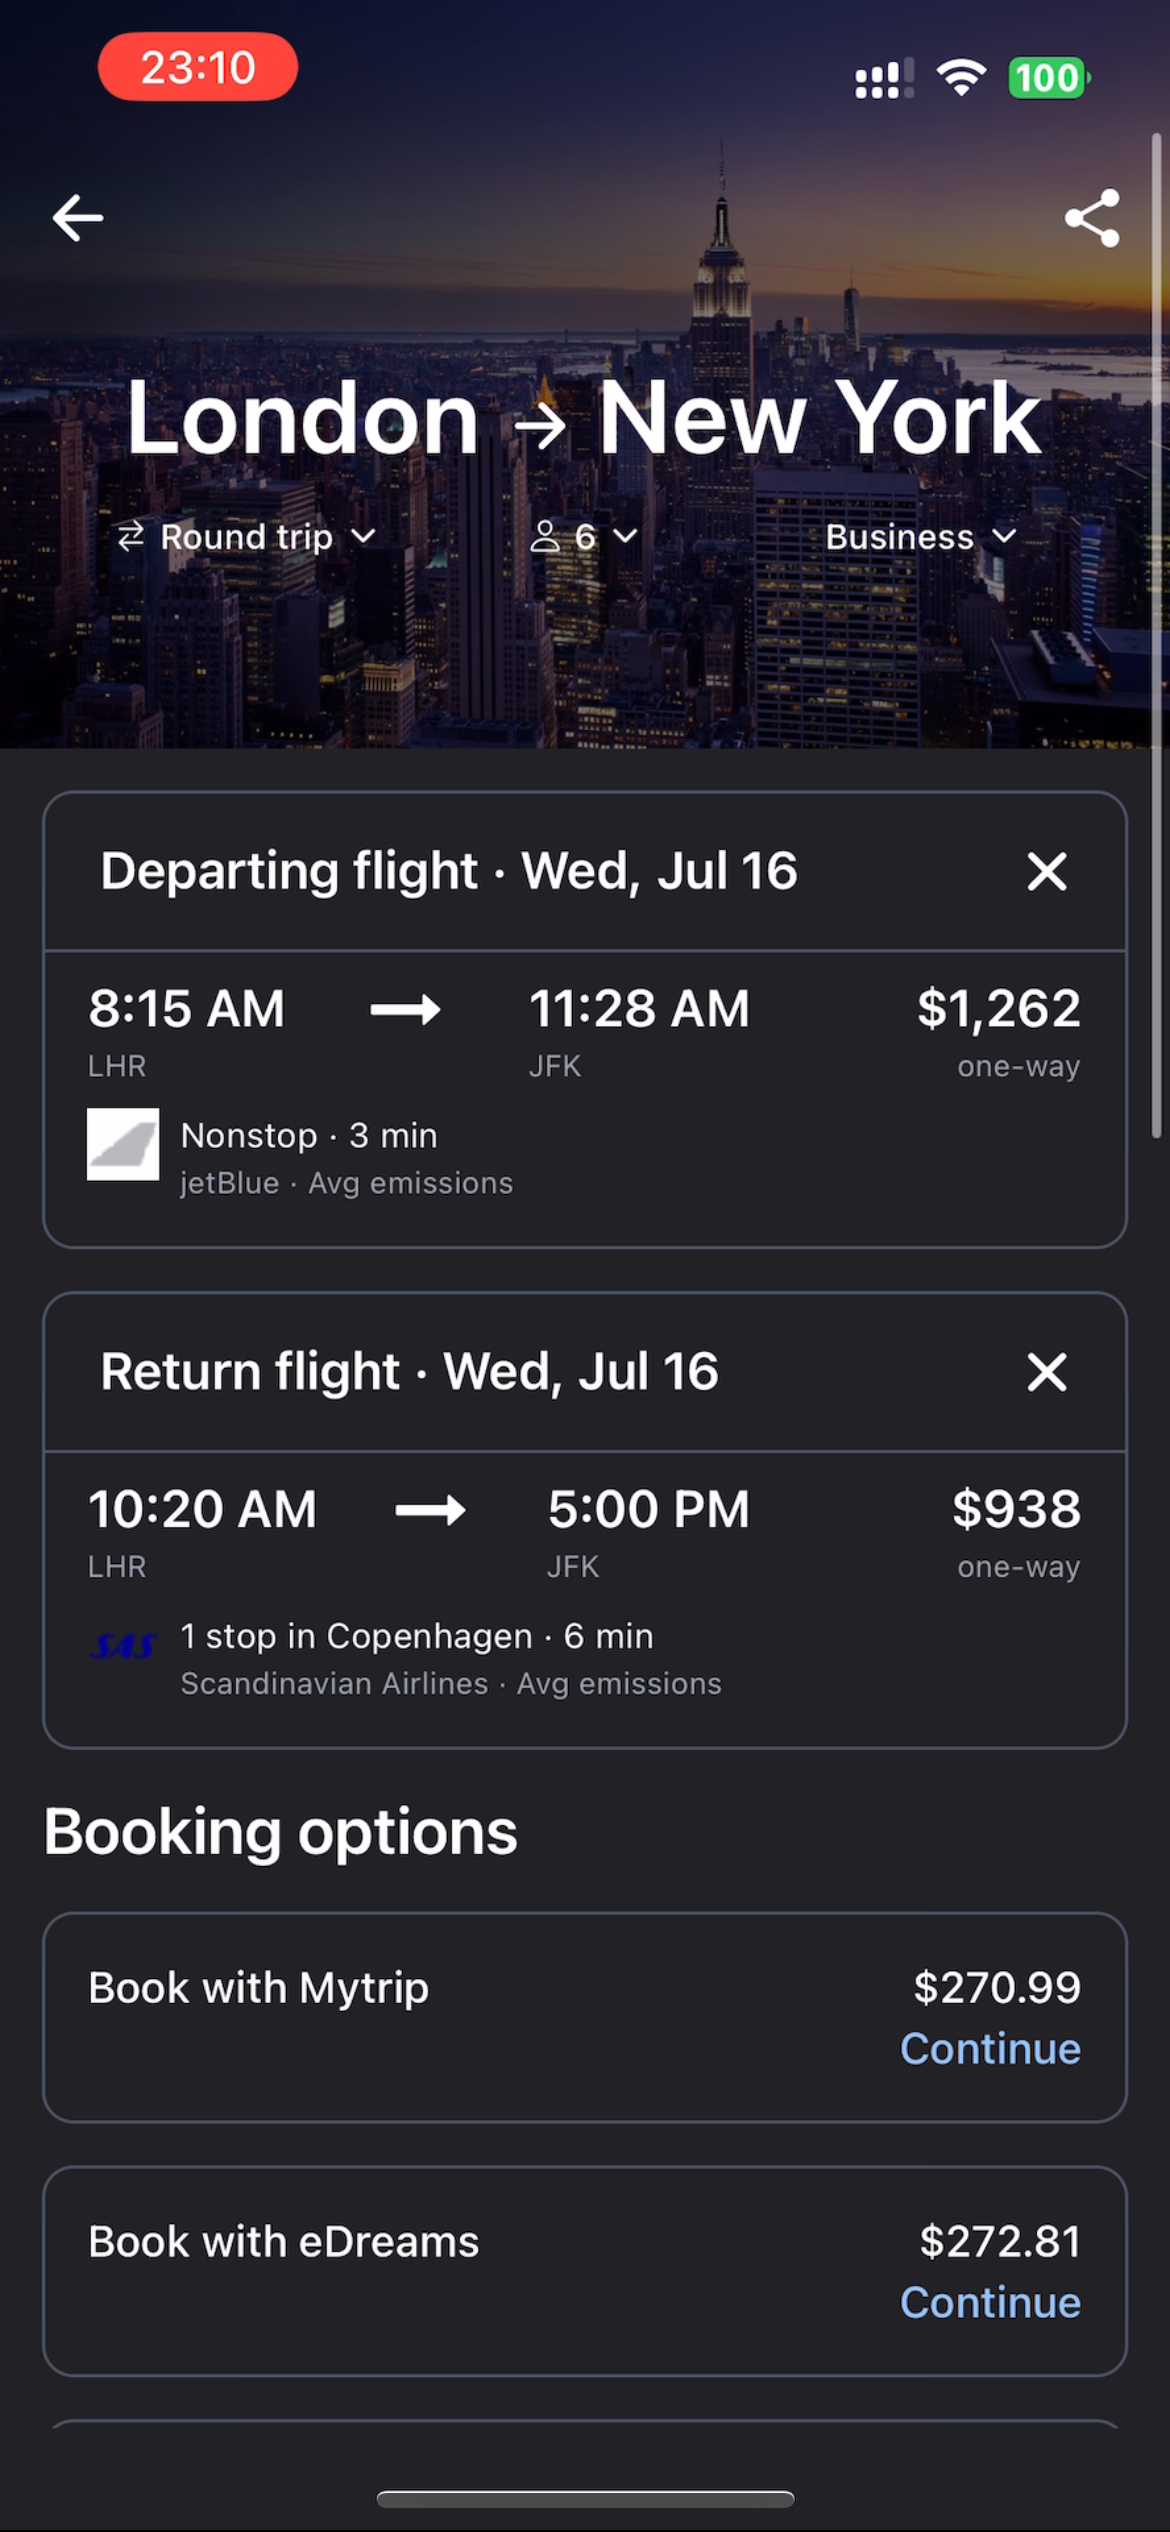 23:10
100
London → New York
Round trip 6 Business
Departing flight · Wed, Jul 16
8:15 AM 11:28 AM $1,262
LHR JFK one-way
Nonstop · 3 min
jetBlue · Avg emissions
Return flight · Wed, Jul 16
10:20 AM 5:00 PM $938
LHR JFK one-way
SAS 1 stop in Copenhagen · 6 min
Scandinavian Airlines · Avg emissions
Booking options
Book with Mytrip $270.99
Continue
Book with eDreams $272.81
Continue